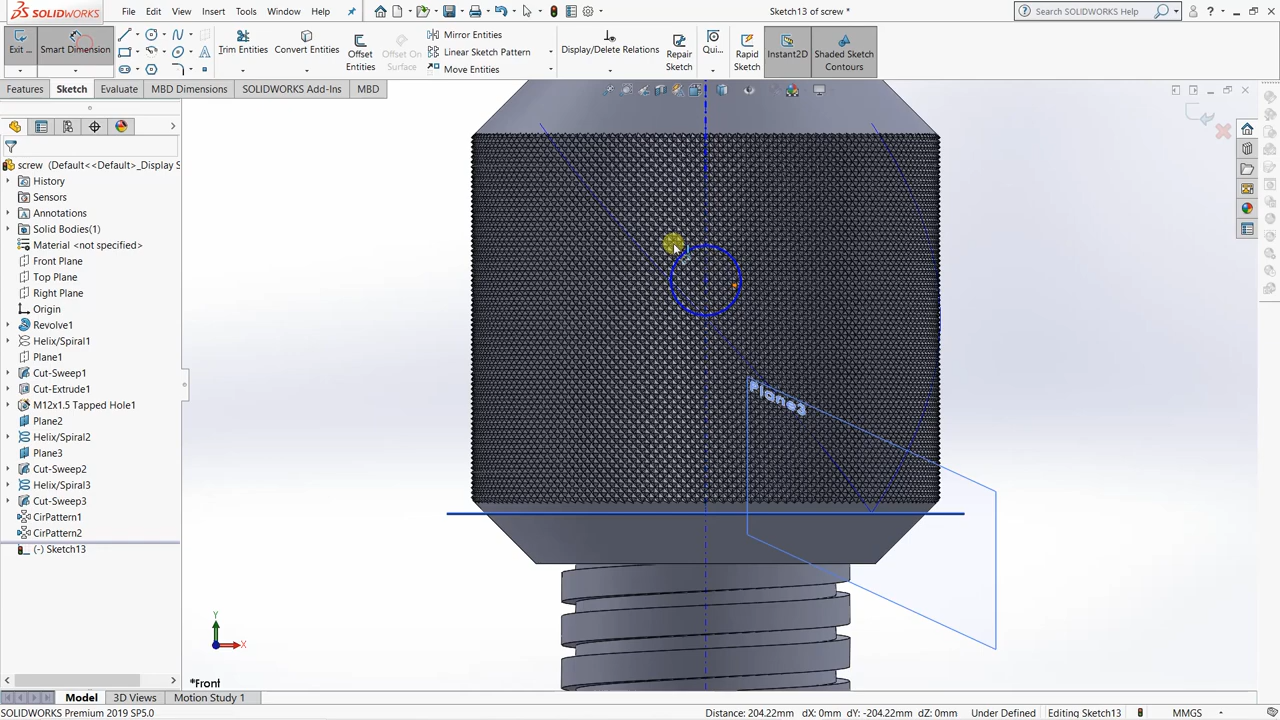 SOLIDWORKS File Edit View Insert Tools Window Help Sketch13 of screw * Search SOLIDWORKS Help
Exit ... Smart Dimension Trim Entities Convert Entities Offset Entities Offset On Surface Mirror Entities Linear Sketch Pattern Move Entities Display/Delete Relations Repair Sketch Qui... Rapid Sketch Instant2D Shaded Sketch Contours
Features Sketch Evaluate MBD Dimensions SOLIDWORKS Add-Ins MBD
screw (Default<<Default>_Display S
History
Sensors
Annotations
Solid Bodies(1)
Material <not specified>
Front Plane
Top Plane
Right Plane
Origin
Revolve1
Helix/Spiral1
Plane1
Cut-Sweep1
Cut-Extrude1
M12x1.5 Tapped Hole1
Plane2
Helix/Spiral2
Plane3
Cut-Sweep2
Helix/Spiral3
Cut-Sweep3
CirPattern1
CirPattern2
(-) Sketch13
Plane3
Y
X
*Front
Model 3D Views Motion Study 1
SOLIDWORKS Premium 2019 SP5.0 Distance: 204.22mm dX: 0mm dY: -204.22mm dZ: 0mm Under Defined Editing Sketch13 MMGS